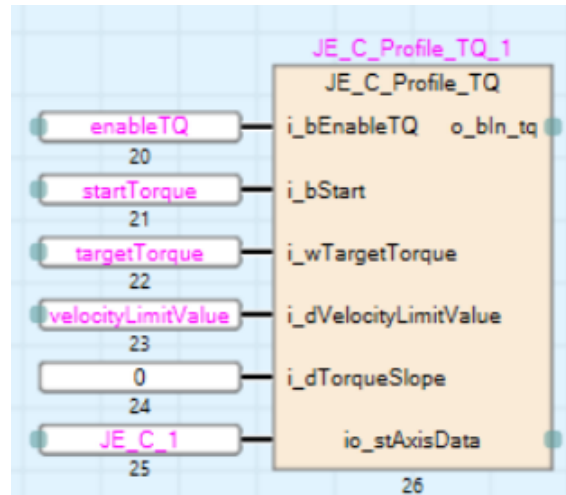 JE_C_Profile_TQ_1
JE_C_Profile_TQ
enableTQ i_bEnableTQ o_bIn_tq
20
startTorque i_bStart
21
targetTorque i_wTargetTorque
22
velocityLimitValue i_dVelocityLimitValue
23
0 i_dTorqueSlope
24
JE_C_1 io_stAxisData
25
26